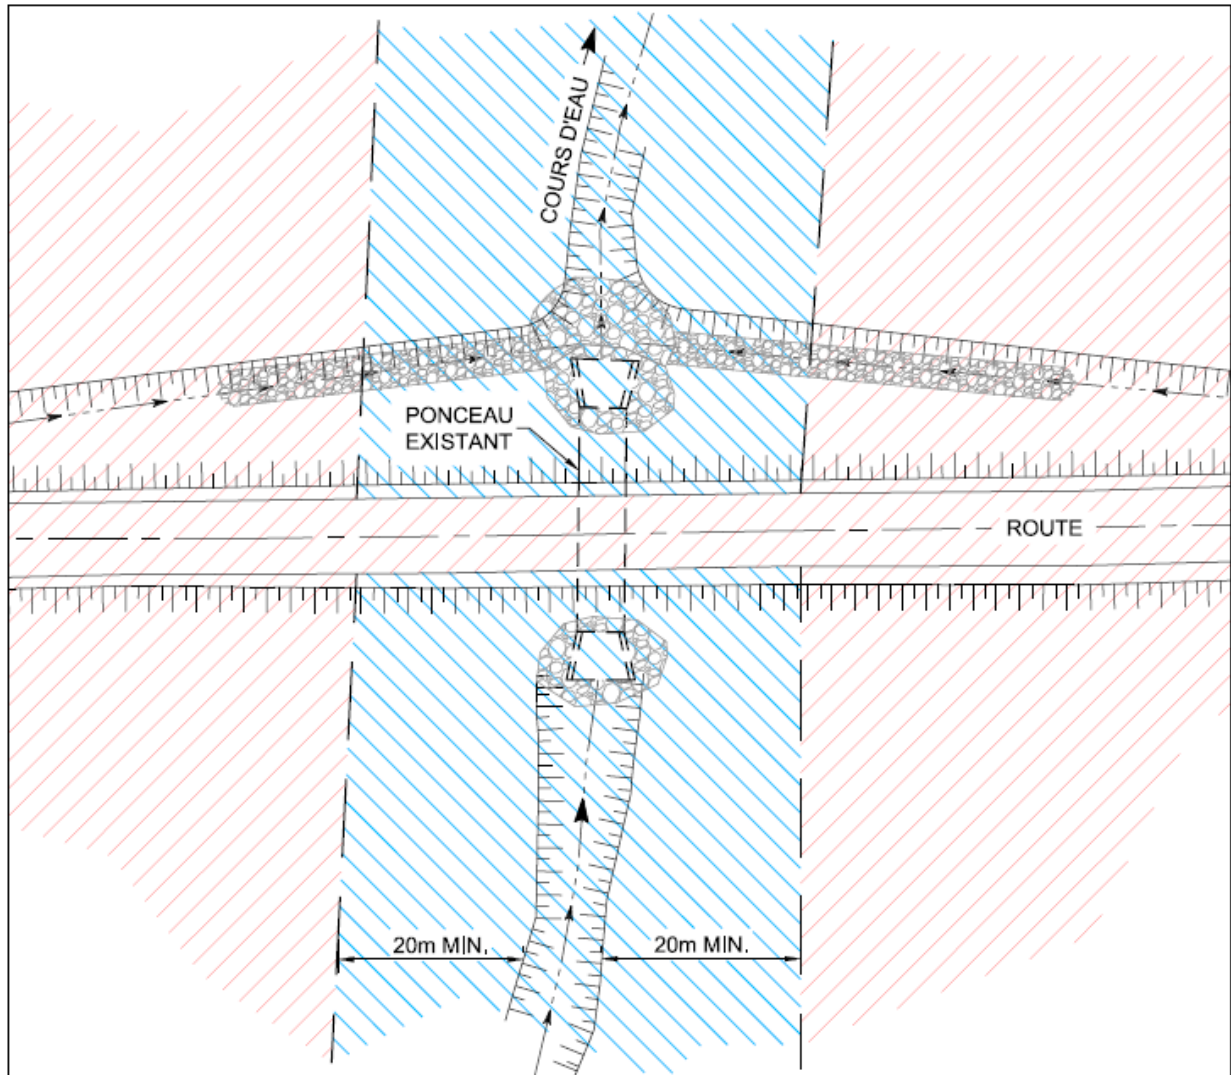 COURS D'EAU
PONCEAU
EXISTANT
ROUTE
20m MIN.
20m MIN.